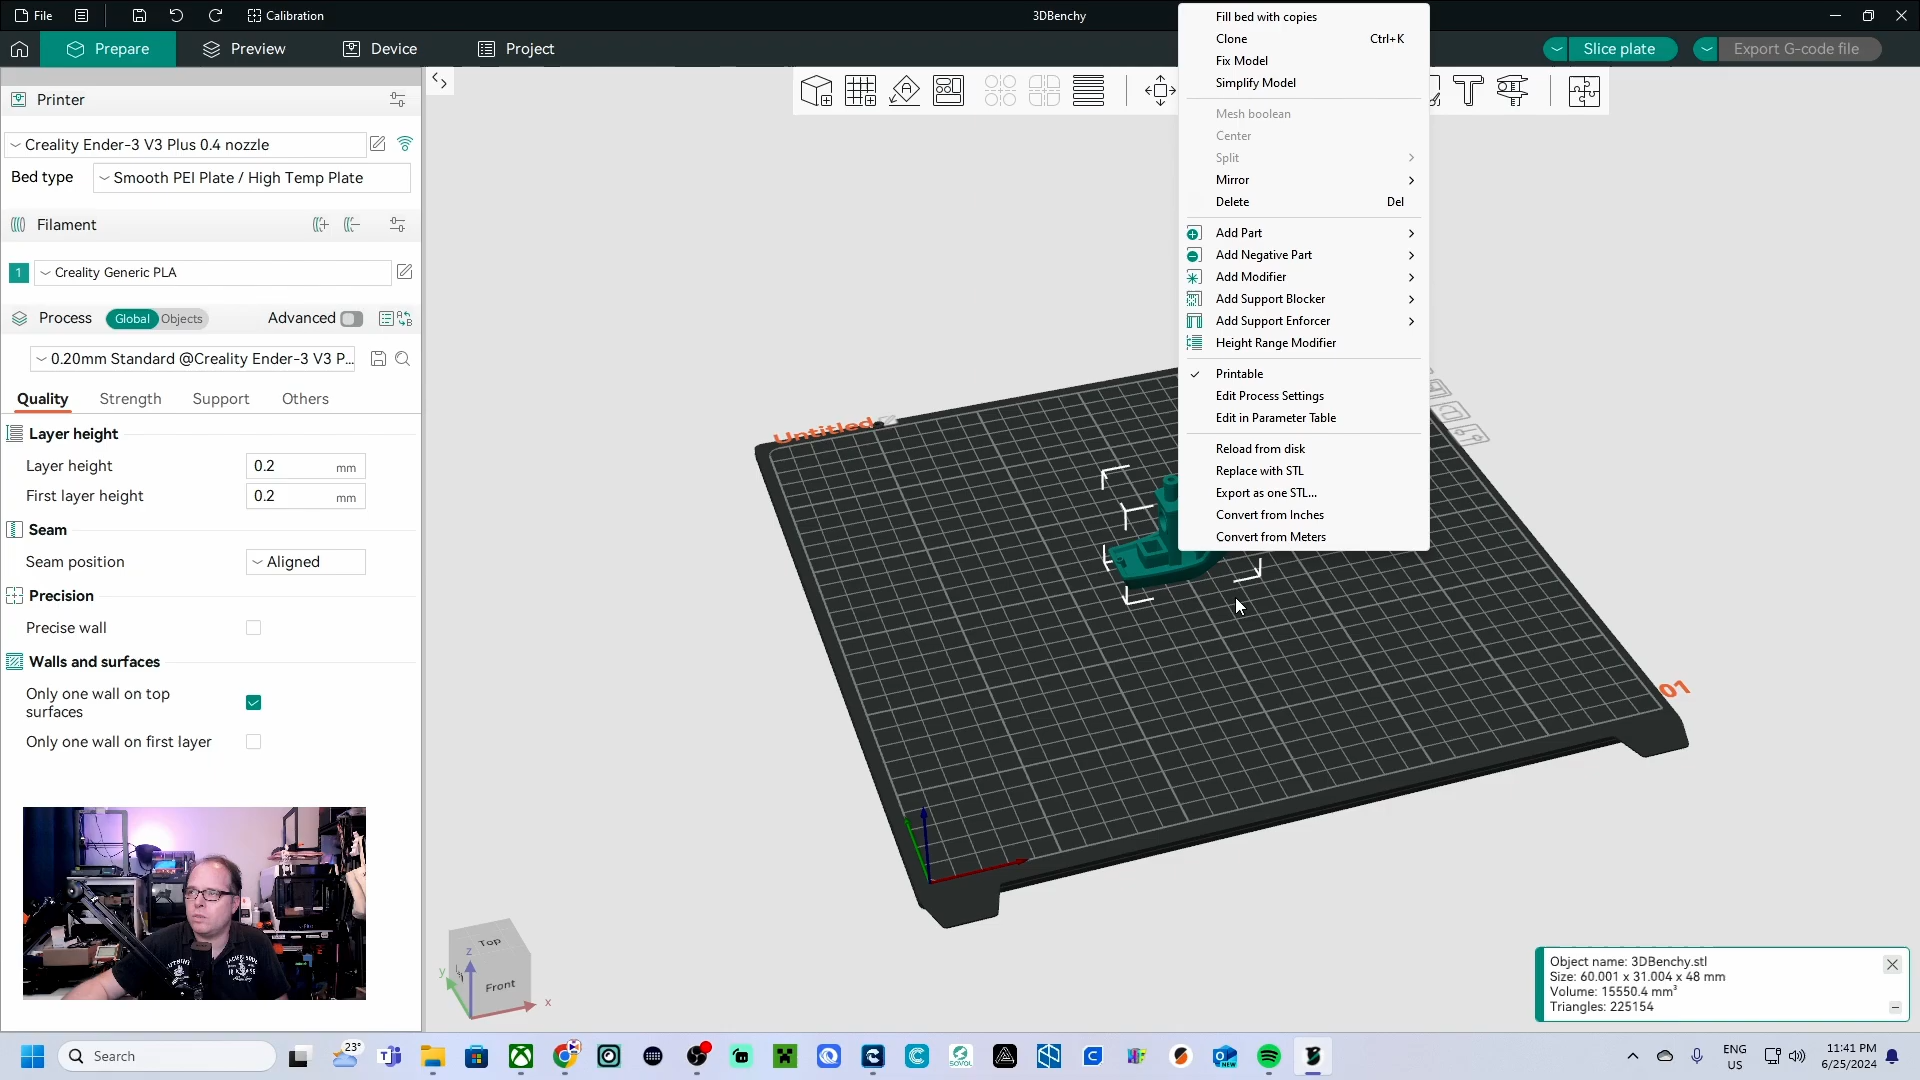 File
Calibration
3DBenchy
Prepare
Preview
Device
Project
Slice plate
Export G-code file
Printer
Creality Ender-3 V3 Plus 0.4 nozzle
Bed type
Smooth PEI Plate / High Temp Plate
Filament
1
Creality Generic PLA
Process
Global
Objects
Advanced
0.20mm Standard @Creality Ender-3 V3 P...
Quality
Strength
Support
Others
Layer height
Layer height
0.2
mm
First layer height
0.2
mm
Seam
Seam position
Aligned
Precision
Precise wall
Walls and surfaces
Only one wall on top
surfaces
Only one wall on first layer
Fill bed with copies
Clone
Ctrl+K
Fix Model
Simplify Model
Mesh boolean
Center
Split
Mirror
Delete
Del
Add Part
Add Negative Part
Add Modifier
Add Support Blocker
Add Support Enforcer
Height Range Modifier
Printable
Edit Process Settings
Edit in Parameter Table
Reload from disk
Replace with STL
Export as one STL...
Convert from Inches
Convert from Meters
Untitled
01
Top
Front
z
y
x
Object name: 3DBenchy.stl
Size: 60.001 x 31.004 x 48 mm
Volume: 15550.4 mm³
Triangles: 225154
Search
23°
ENG
US
11:41 PM
6/25/2024